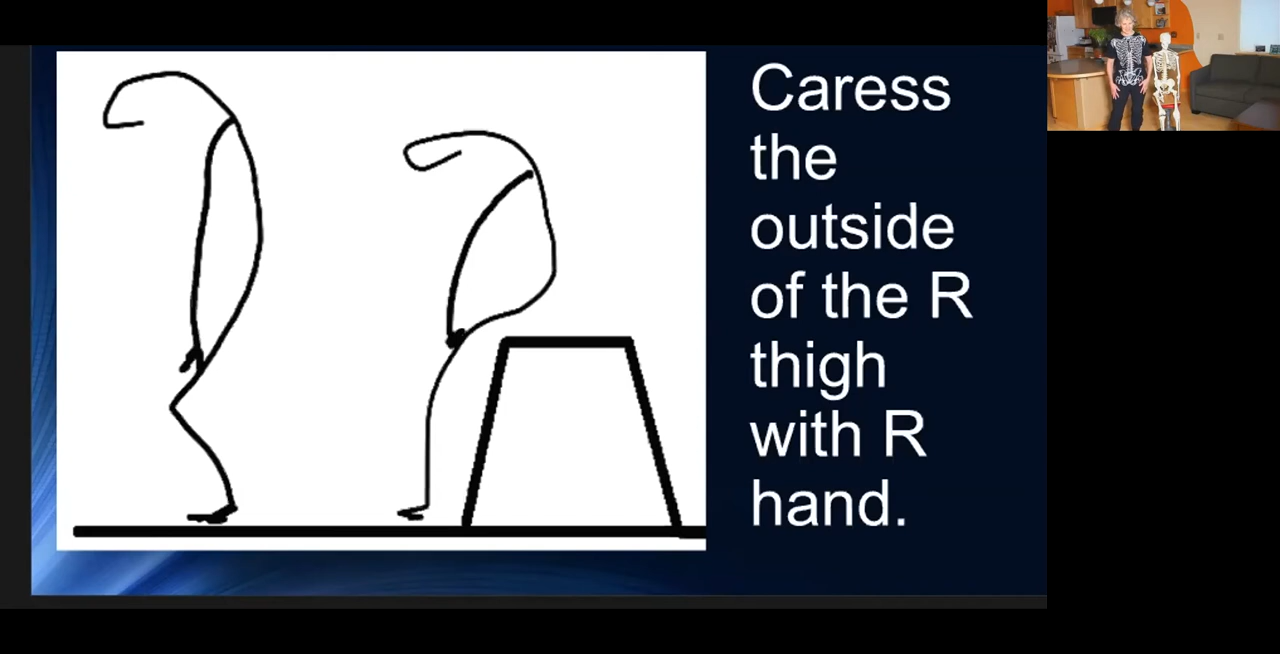 Caress
the
outside
of the R
thigh
with R
hand.